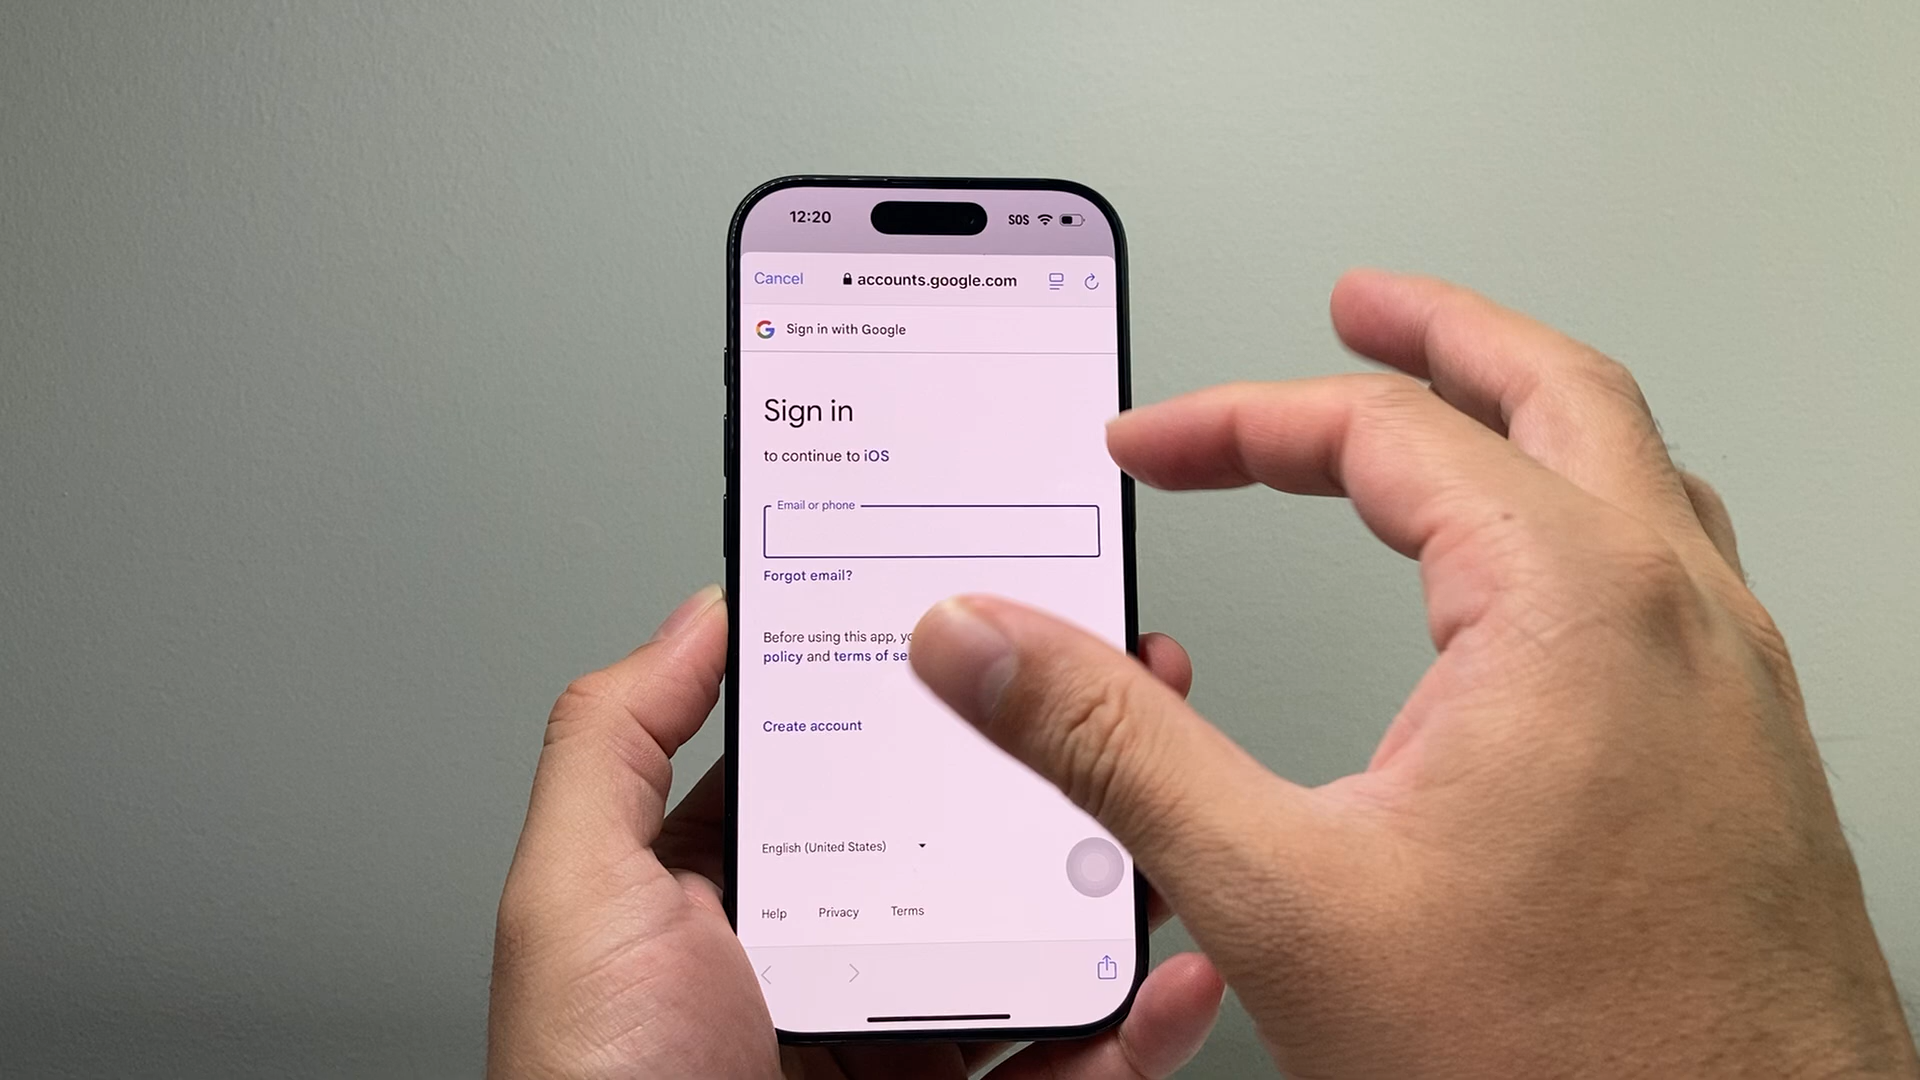 12:20
SOS
Cancel
accounts.google.com
Sign in with Google
Sign in
to continue to iOS
Email or phone
Forgot email?
Before using this app,
policy and terms of
Create account
English (United States)
Help Privacy Terms